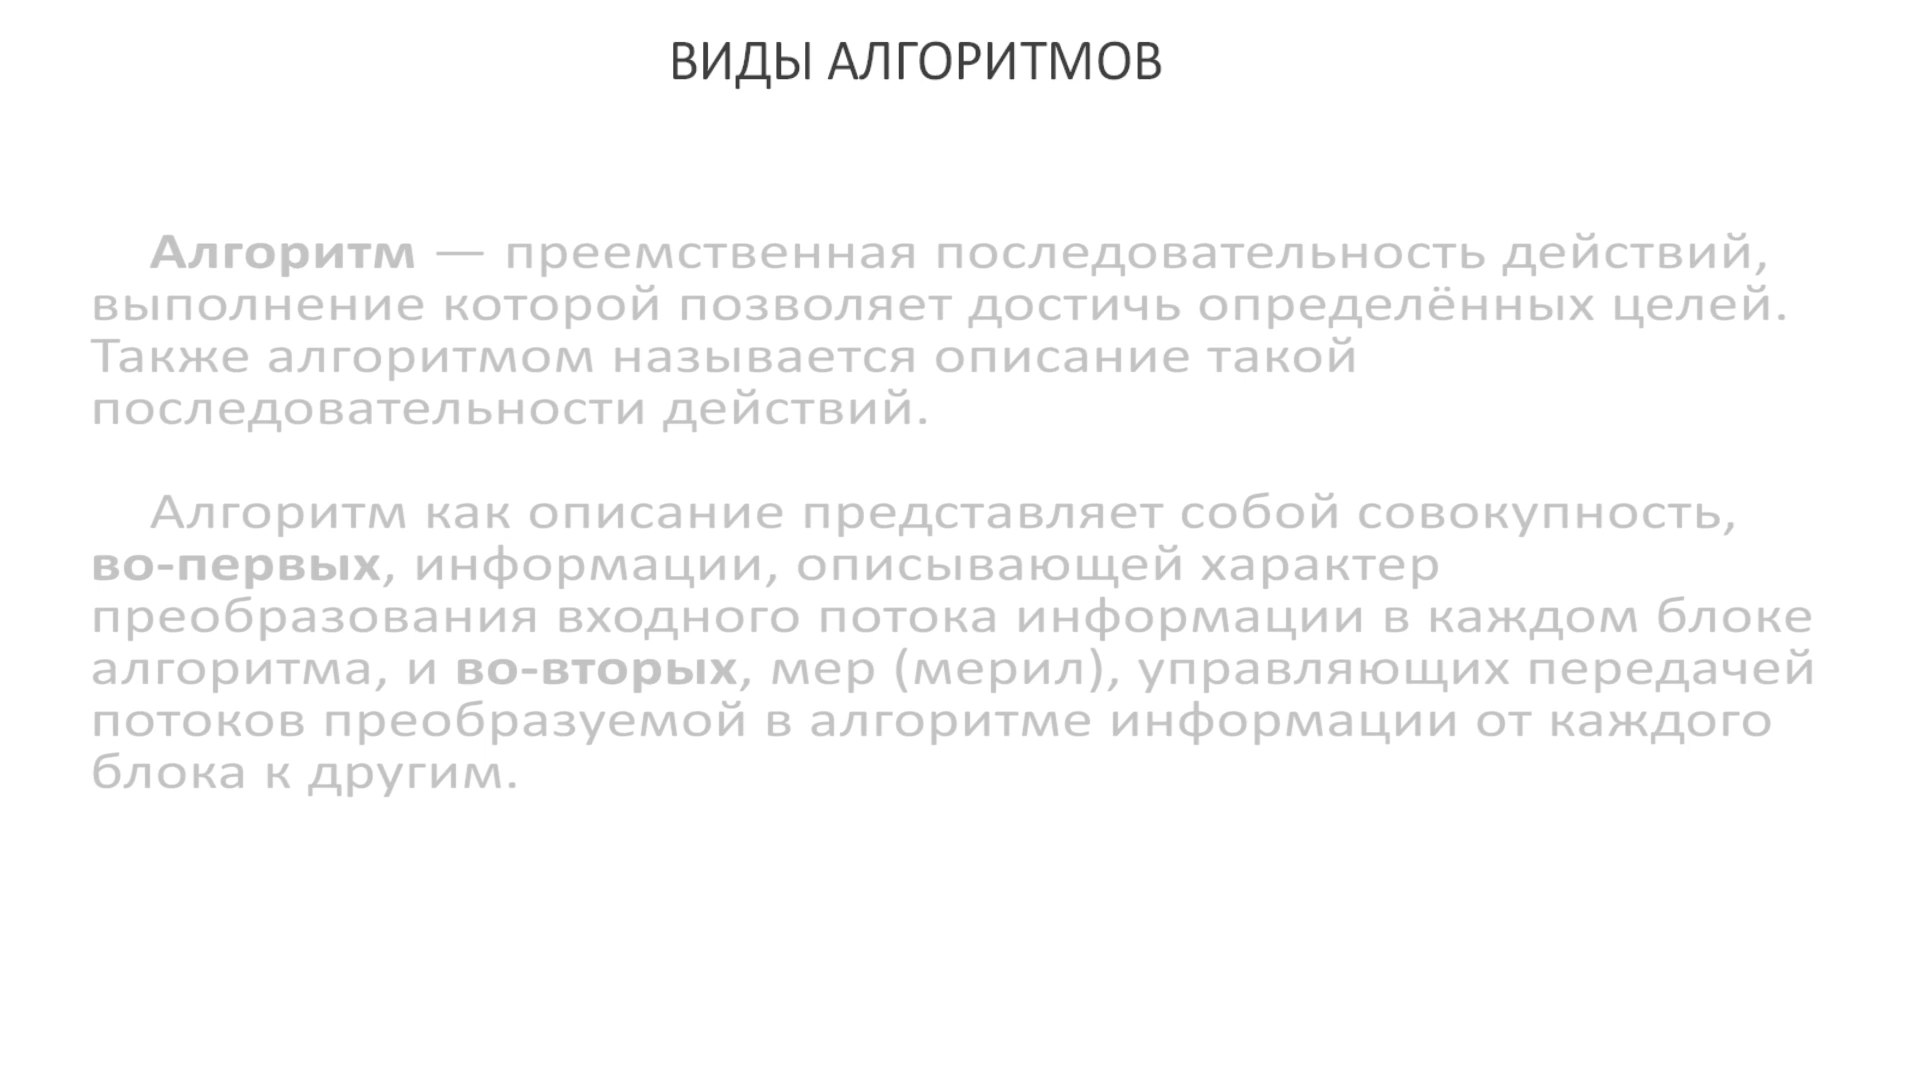 ВИДЫ АЛГОРИТМОВ
Алгоритм — преемственная последовательность действий,
выполнение которой позволяет достичь определённых целей.
Также алгоритмом называется описание такой
последовательности действий.
Алгоритм как описание представляет собой совокупность,
во-первых, информации, описывающей характер
преобразования входного потока информации в каждом блоке
алгоритма, и во-вторых, мер (мерил), управляющих передачей
потоков преобразуемой в алгоритме информации от каждого
блока к другим.